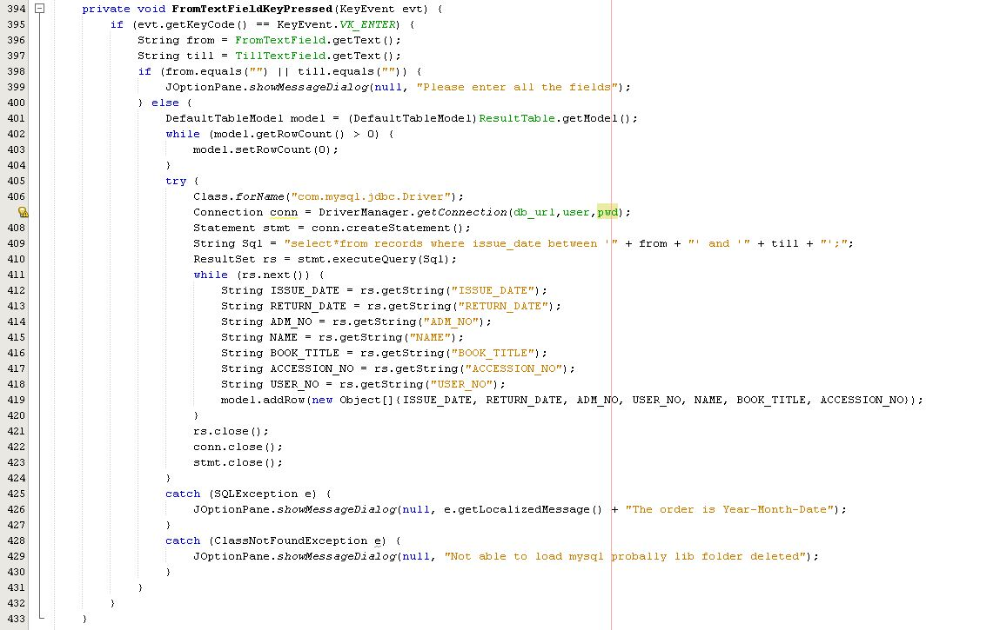 394 private void FromTextFieldKeyPressed(KeyEvent evt) {
395 if (evt.getKeyCode() == KeyEvent.VK_ENTER) {
396 String from = FromTextField.getText();
397 String till = TillTextField.getText();
398 if (from.equals("") || till.equals("")) {
399 JOptionPane.showMessageDialog(null, "Please enter all the fields");
400 } else {
401 DefaultTableModel model = (DefaultTableModel)ResultTable.getModel();
402 while (model.getRowCount() > 0) {
403 model.setRowCount(0);
404 }
405 try {
406 Class.forName("com.mysql.jdbc.Driver");
Connection conn = DriverManager.getConnection(db_url,user,pwd);
408 Statement stmt = conn.createStatement();
409 String Sql = "select*from records where issue_date between '" + from + "' and '" + till + "';";
410 ResultSet rs = stmt.executeQuery(Sql);
411 while (rs.next()) {
412 String ISSUE_DATE = rs.getString("ISSUE_DATE");
413 String RETURN_DATE = rs.getString("RETURN_DATE");
414 String ADM_NO = rs.getString("ADM_NO");
415 String NAME = rs.getString("NAME");
416 String BOOK_TITLE = rs.getString("BOOK_TITLE");
417 String ACCESSION_NO = rs.getString("ACCESSION_NO");
418 String USER_NO = rs.getString("USER_NO");
419 model.addRow(new Object[]{ISSUE_DATE, RETURN_DATE, ADM_NO, USER_NO, NAME, BOOK_TITLE, ACCESSION_NO});
420 }
421 rs.close();
422 conn.close();
423 stmt.close();
424 }
425 catch (SQLException e) {
426 JOptionPane.showMessageDialog(null, e.getLocalizedMessage() + "The order is Year-Month-Date");
427 }
428 catch (ClassNotFoundException e) {
429 JOptionPane.showMessageDialog(null, "Not able to load mysql probally lib folder deleted");
430 }
431 }
432 }
433 }